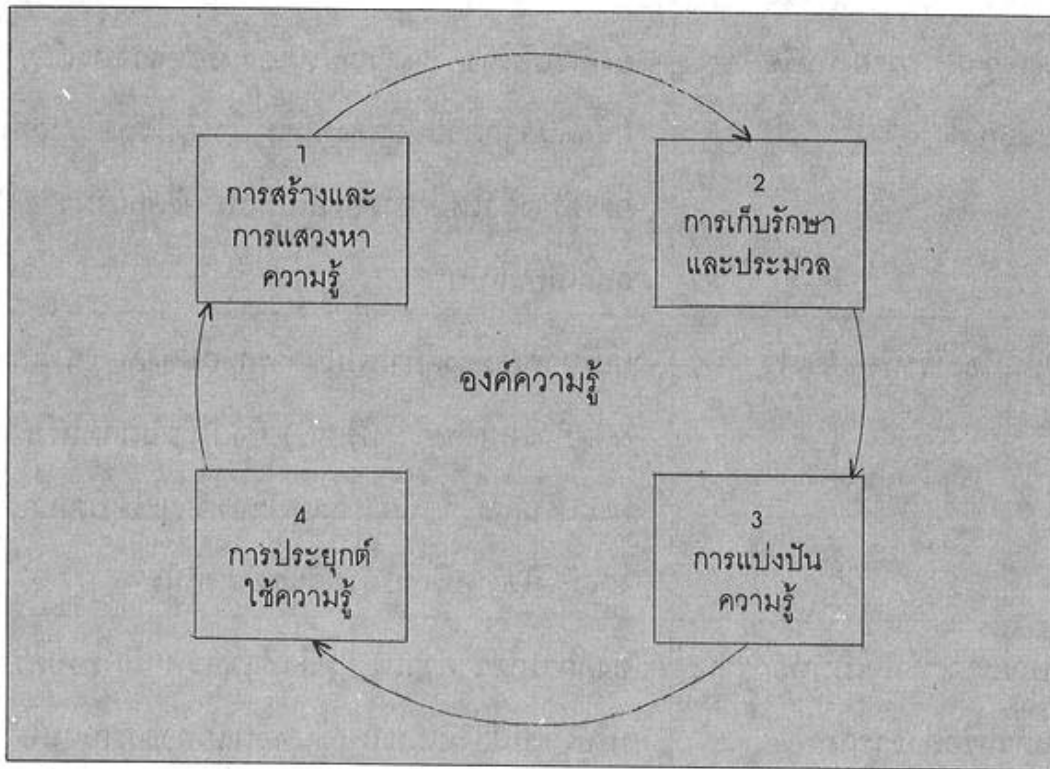 1
การสร้างและ
การแสวงหา
ความรู้
2
การเก็บรักษา
และประมวล
องค์ความรู้
4
การประยุกต์
ใช้ความรู้
3
การแบ่งปัน
ความรู้